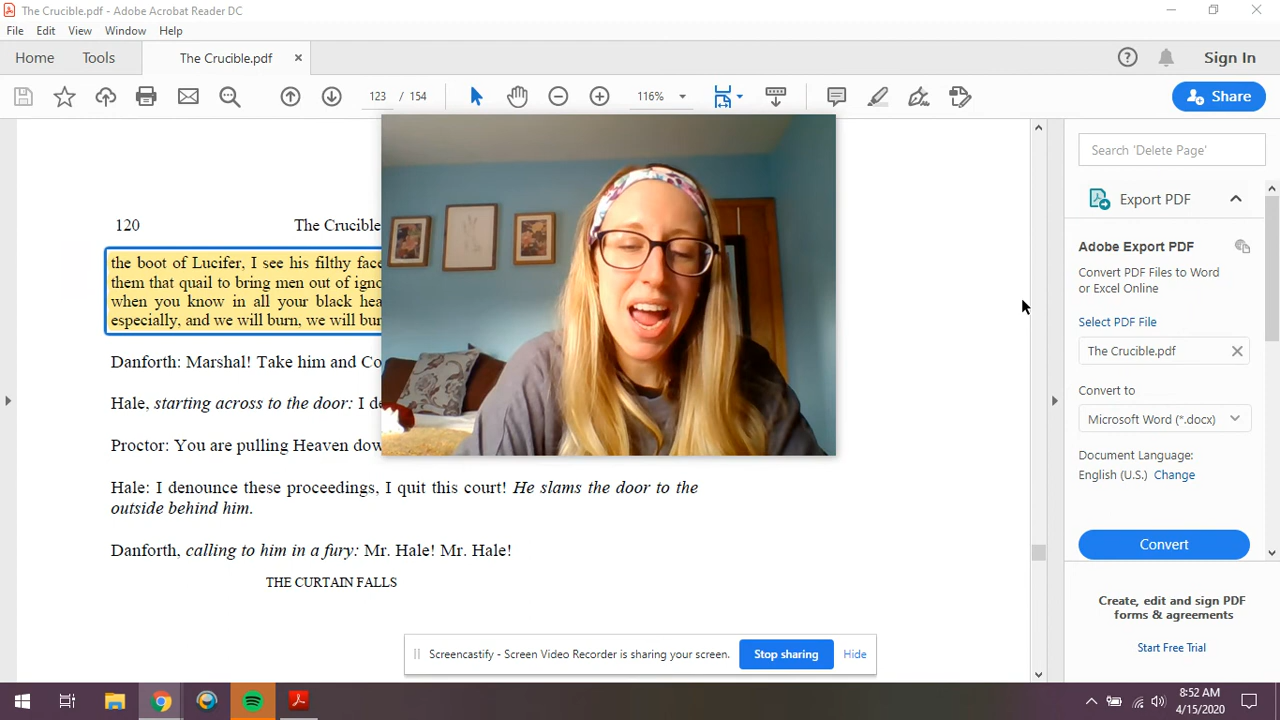 The Crucible.pdf - Adobe Acrobat Reader DC
File Edit View Window Help
Home Tools The Crucible.pdf × Sign In
123 / 154 116% Share
Search 'Delete Page'
Export PDF
Adobe Export PDF
Convert PDF Files to Word
or Excel Online
Select PDF File
The Crucible.pdf
Convert to
Microsoft Word (*.docx)
Document Language:
English (U.S.) Change
Convert
Create, edit and sign PDF
forms & agreements
Start Free Trial
120 The Crucible
the boot of Lucifer, I see his filthy face
them that quail to bring men out of
when you know in all your black
especially, and we will burn, we will
Danforth: Marshal! Take him and
Hale, starting across to the door: I
Proctor: You are pulling Heaven
Hale: I denounce these proceedings, I quit this court! He slams the door to the
outside behind him.
Danforth, calling to him in a fury: Mr. Hale! Mr. Hale!
THE CURTAIN FALLS
Screencastify - Screen Video Recorder is sharing your screen. Stop sharing Hide
8:52 AM
4/15/2020